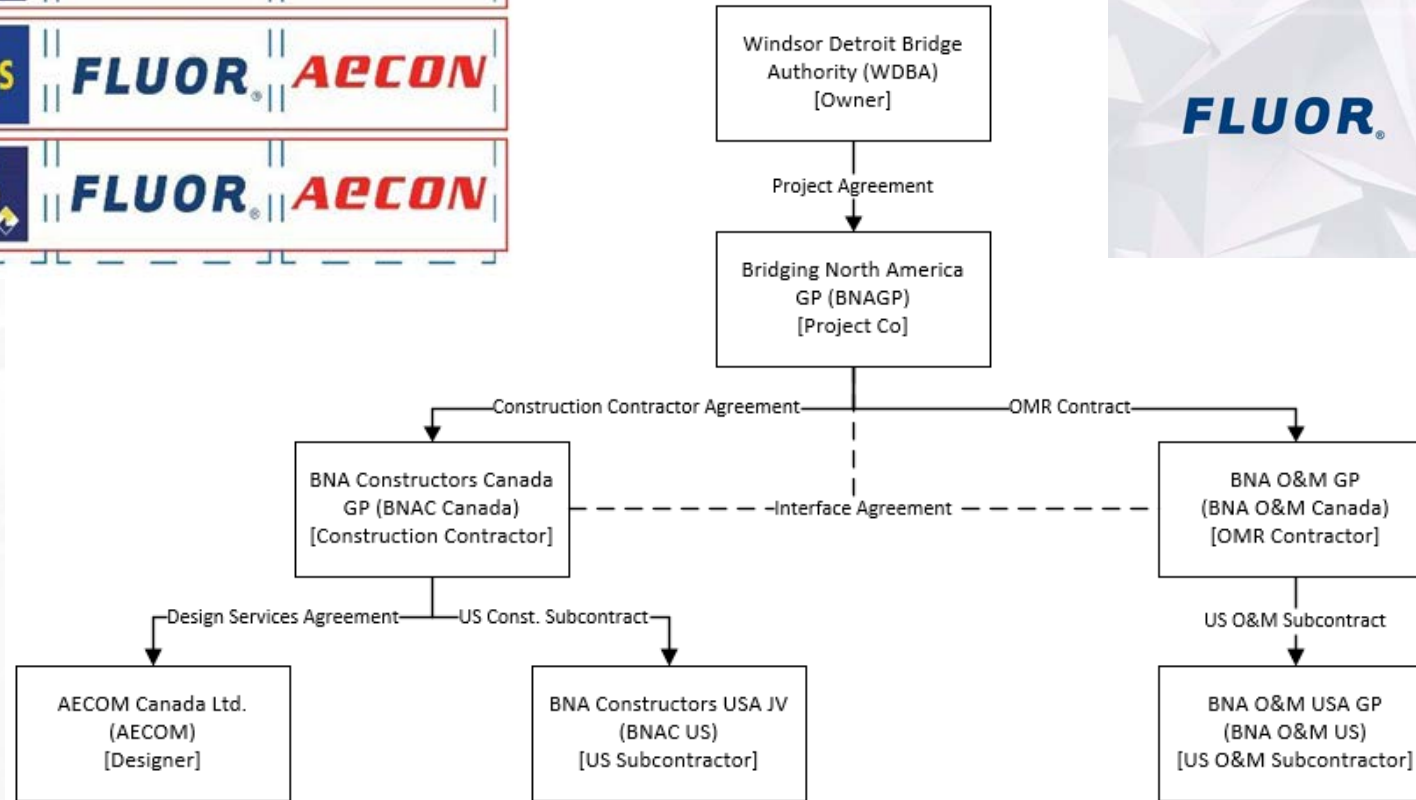 S
FLUOR®
AECON
FLUOR®
AECON
FLUOR®
Windsor Detroit Bridge
Authority (WDBA)
[Owner]
Project Agreement
Bridging North America
GP (BNAGP)
[Project Co]
Construction Contractor Agreement
OMR Contract
BNA Constructors Canada
GP (BNAC Canada)
[Construction Contractor]
Interface Agreement
BNA O&M GP
(BNA O&M Canada)
[OMR Contractor]
Design Services Agreement
US Const. Subcontract
US O&M Subcontract
AECOM Canada Ltd.
(AECOM)
[Designer]
BNA Constructors USA JV
(BNAC US)
[US Subcontractor]
BNA O&M USA GP
(BNA O&M US)
[US O&M Subcontractor]